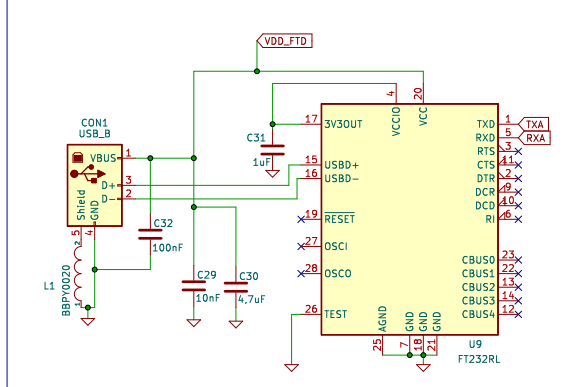 VDD_FTD
4
20
VCCIO
VCC
CON1
USB_B
VBUS 1
D+ 3
D- 2
Shield
GND
5
4
2
1
L1
BBPY0020
C32
100nF
C31
1uF
C29
10nF
C30
4,7uF
17 3V3OUT
15 USBD+
16 USBD-
19 RESET
27 OSCI
28 OSCO
26 TEST
TXD 1 TXA
RXD 5 RXA
RTS 3
CTS 11
DTR 2
DCR 9
DCD 10
RI 6
CBUS0 23
CBUS1 22
CBUS2 13
CBUS3 14
CBUS4 12
AGND
GND
GND
GND
25
7
18
21
U9
FT232RL